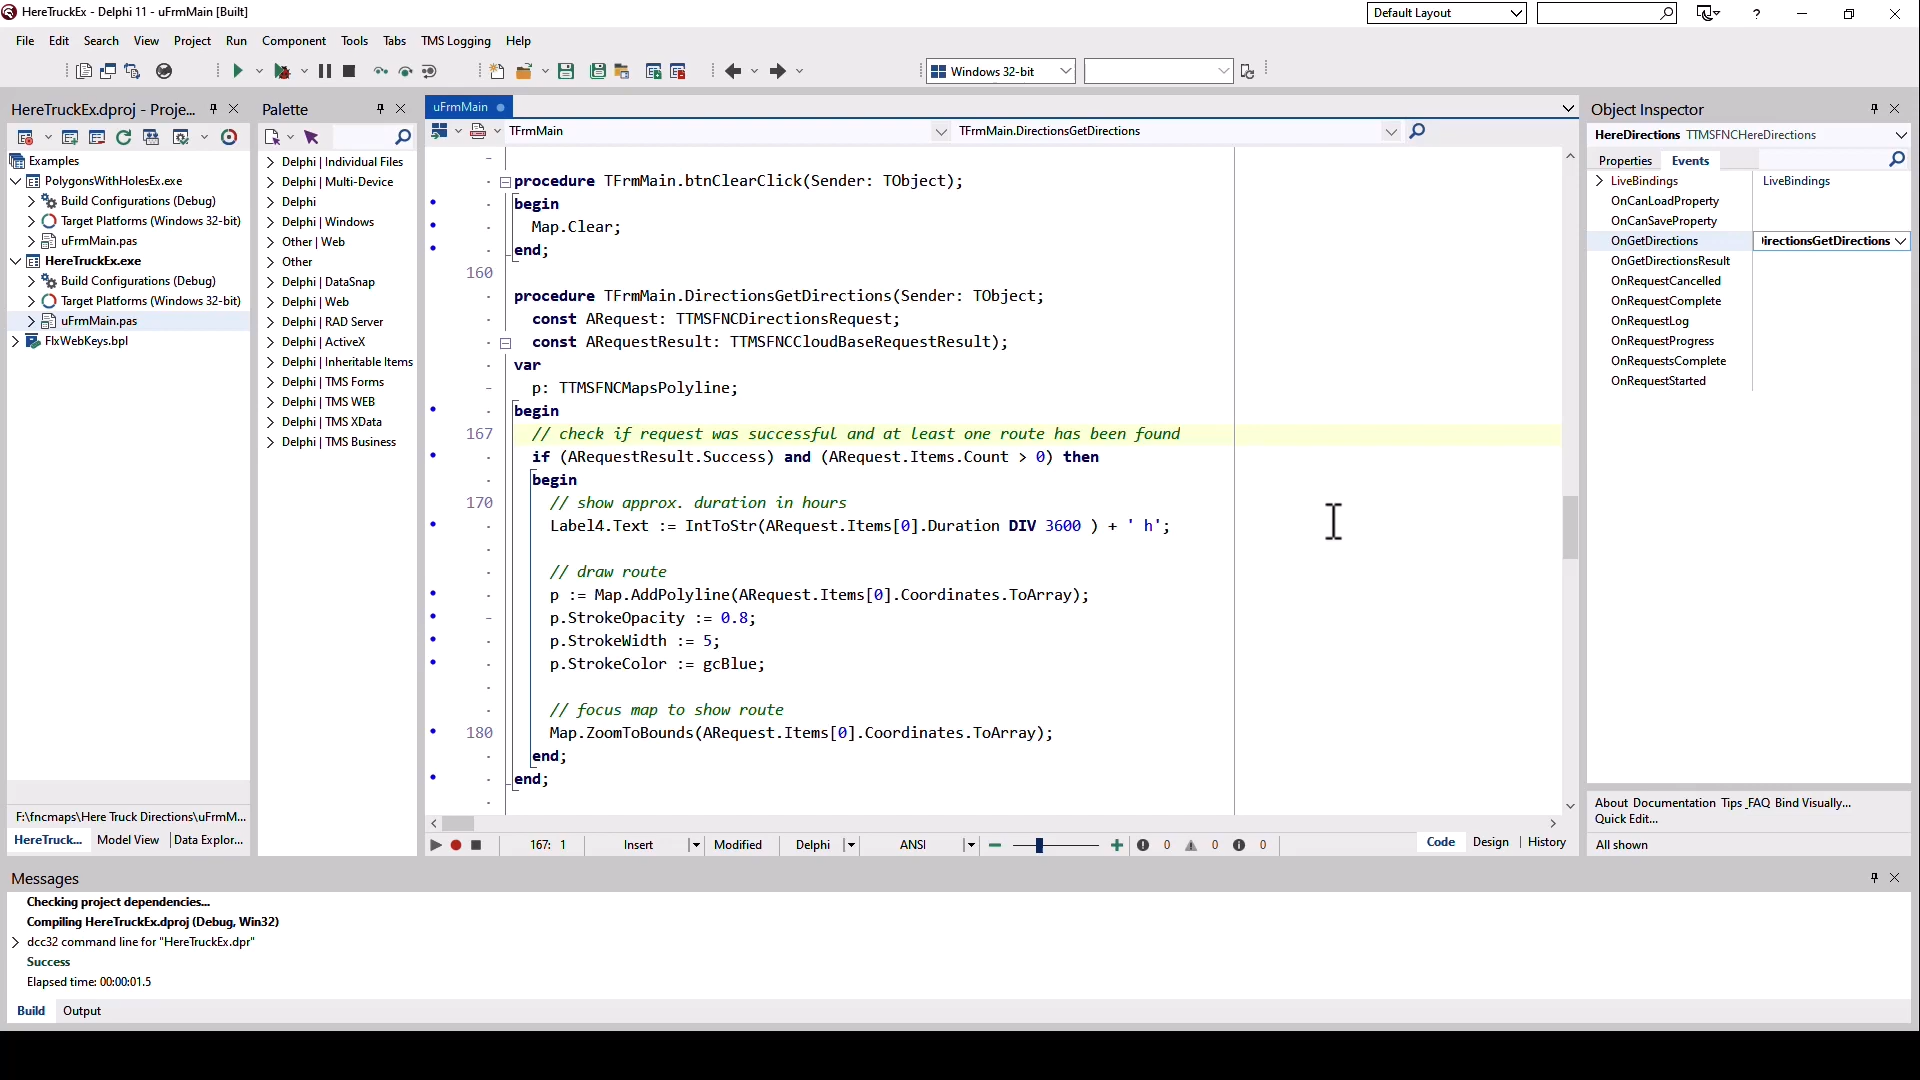 HereTruckEx - Delphi 11 - uFrmMain [Built]
Default Layout
File Edit Search View Project Run Component Tools Tabs TMS Logging Help
Windows 32-bit
HereTruckEx.dproj - Proje...
Examples
PolygonsWithHolesEx.exe
Build Configurations (Debug)
Target Platforms (Windows 32-bit)
uFrmMain.pas
HereTruckEx.exe
Build Configurations (Debug)
Target Platforms (Windows 32-bit)
uFrmMain.pas
FlxWebKeys.bpl
F:\fncmaps\Here Truck Directions\uFrmM...
HereTruck... Model View Data Explor...
Palette
Delphi | Individual Files
Delphi | Multi-Device
Delphi
Delphi | Windows
Other | Web
Other
Delphi | DataSnap
Delphi | Web
Delphi | RAD Server
Delphi | ActiveX
Delphi | Inheritable Items
Delphi | TMS Forms
Delphi | TMS WEB
Delphi | TMS XData
Delphi | TMS Business
uFrmMain
TFrmMain TFrmMain.DirectionsGetDirections
procedure TFrmMain.btnClearClick(Sender: TObject);
begin
Map.Clear;
end;
160
procedure TFrmMain.DirectionsGetDirections(Sender: TObject;
const ARequest: TTMSFNCDirectionsRequest;
const ARequestResult: TTMSFNCCloudBaseRequestResult);
var
p: TTMSFNCMapsPolyline;
begin
167 // check if request was successful and at least one route has been found
if (ARequestResult.Success) and (ARequest.Items.Count > 0) then
begin
170 // show approx. duration in hours
Label4.Text := IntToStr(ARequest.Items[0].Duration DIV 3600 ) + ' h';
// draw route
p := Map.AddPolyline(ARequest.Items[0].Coordinates.ToArray);
p.StrokeOpacity := 0.8;
p.StrokeWidth := 5;
p.StrokeColor := gcBlue;
// focus map to show route
180 Map.ZoomToBounds(ARequest.Items[0].Coordinates.ToArray);
end;
end;
167: 1 Insert Modified Delphi ANSI 0 0 0 Code Design History
Object Inspector
HereDirections TTMSFNCHereDirections
Properties Events
LiveBindings LiveBindings
OnCanLoadProperty
OnCanSaveProperty
OnGetDirections irectionsGetDirections
OnGetDirectionsResult
OnRequestCancelled
OnRequestComplete
OnRequestLog
OnRequestProgress
OnRequestsComplete
OnRequestStarted
About Documentation Tips_FAQ Bind Visually...
Quick Edit...
All shown
Messages
Checking project dependencies...
Compiling HereTruckEx.dproj (Debug, Win32)
dcc32 command line for "HereTruckEx.dpr"
Success
Elapsed time: 00:00:01.5
Build Output